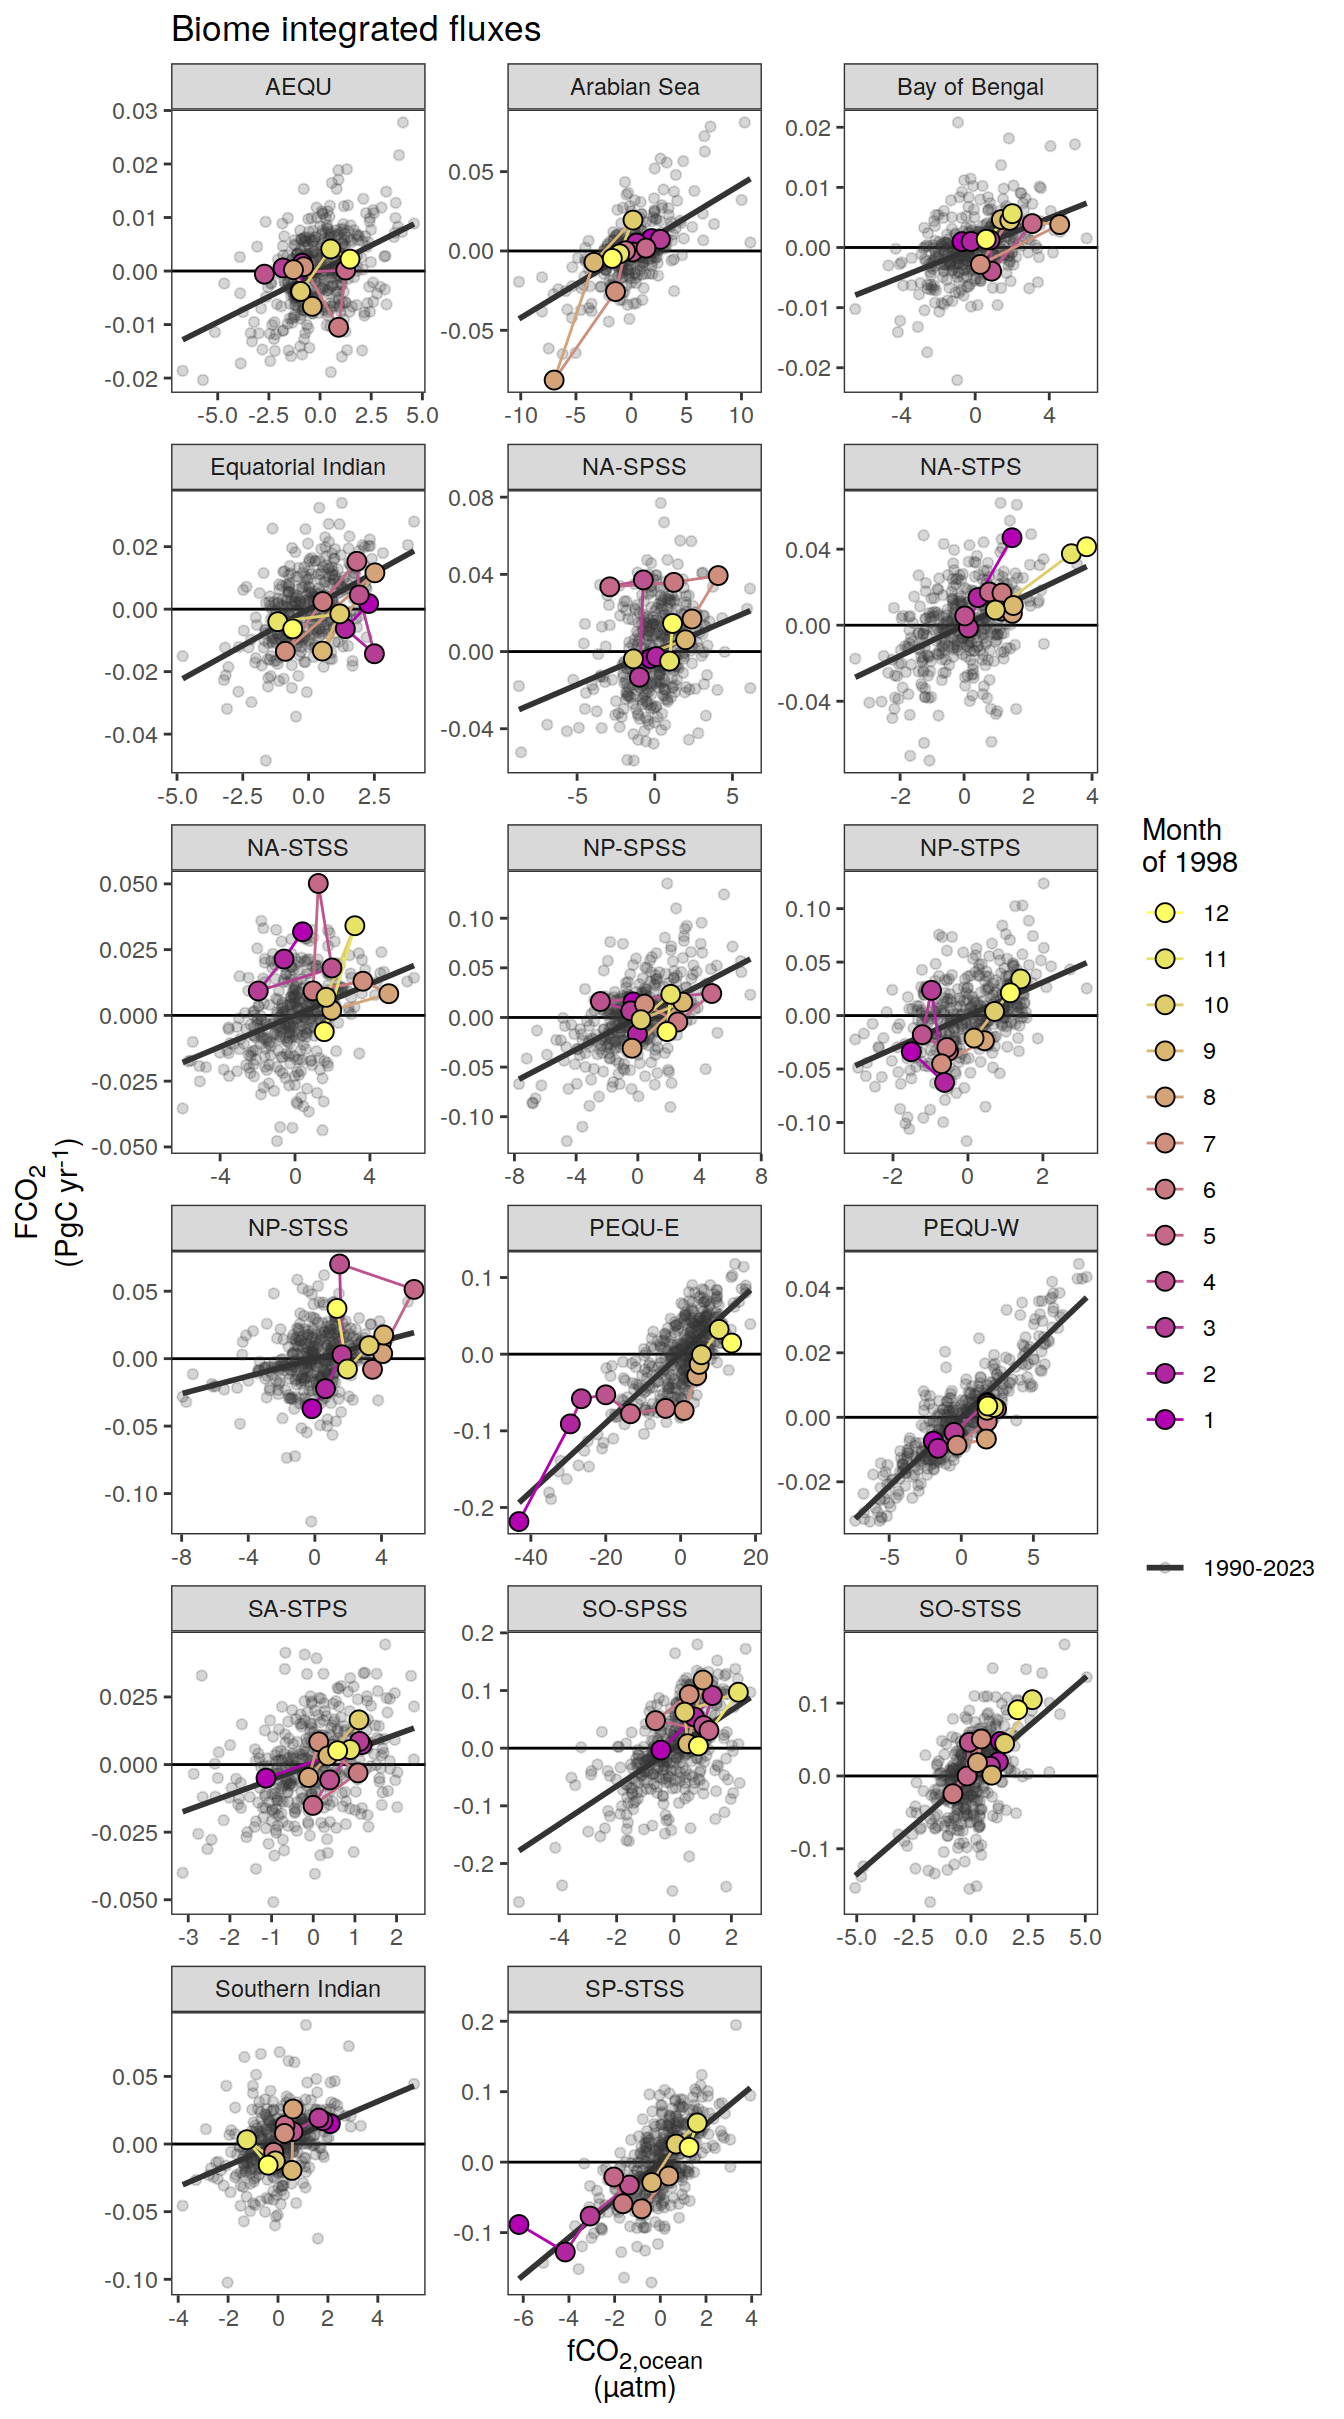 Biome integrated fluxes
AEQU
Arabian Sea
Bay of Bengal
0.03
0.02
0.01
0.00
-0.01
-0.02
0.05
0.00
-0.05
0.02
0.01
0.00
-0.01
-0.02
-5.0 -2.5 0.0 2.5 5.0
-10 -5 0 5 10
-4 0 4
Equatorial Indian
NA-SPSS
NA-STPS
0.02
0.00
-0.02
-0.04
0.08
0.04
0.00
-0.04
0.04
0.00
-0.04
-5.0 -2.5 0.0 2.5
-5 0 5
-2 0 2 4
NA-STSS
NP-SPSS
NP-STPS
0.050
0.025
0.000
-0.025
-0.050
0.10
0.05
0.00
-0.05
-0.10
0.10
0.05
0.00
-0.05
-0.10
-4 0 4
-8 -4 0 4 8
-2 0 2
NP-STSS
PEQU-E
PEQU-W
0.05
0.00
-0.05
-0.10
0.1
0.0
-0.1
-0.2
0.04
0.02
0.00
-0.02
-8 -4 0 4
-40 -20 0 20
-5 0 5
SA-STPS
SO-SPSS
SO-STSS
0.025
0.000
-0.025
-0.050
0.2
0.1
0.0
-0.1
-0.2
0.1
0.0
-0.1
-3 -2 -1 0 1 2
-4 -2 0 2
-5.0 -2.5 0.0 2.5 5.0
Southern Indian
SP-STSS
0.05
0.00
-0.05
-0.10
0.2
0.1
0.0
-0.1
-4 -2 0 2 4
-6 -4 -2 0 2 4
FCO2
(PgC yr-1)
fCO2,ocean
(µatm)
Month
of 1998
12
11
10
9
8
7
6
5
4
3
2
1
1990-2023